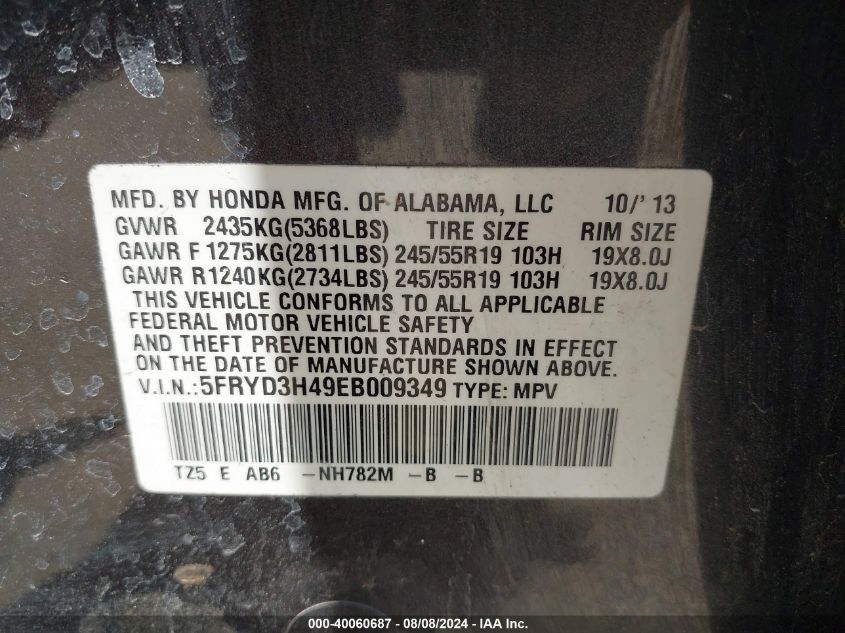 MFD. BY HONDA MFG. OF ALABAMA, LLC 10/' 13
GVWR 2435KG(5368LBS) TIRE SIZE RIM SIZE
GAWR F 1275KG(2811LBS) 245/55R19 103H 19X8.0J
GAWR R 1240KG(2734LBS) 245/55R19 103H 19X8.0J
THIS VEHICLE CONFORMS TO ALL APPLICABLE
FEDERAL MOTOR VEHICLE SAFETY
AND THEFT PREVENTION STANDARDS IN EFFECT
ON THE DATE OF MANUFACTURE SHOWN ABOVE.
V.I.N.: 5FRYD3H49EB009349 TYPE: MPV
TZ5 E AB6 -NH782M -B -B
000-40060687 - 08/08/2024 - IAA Inc.